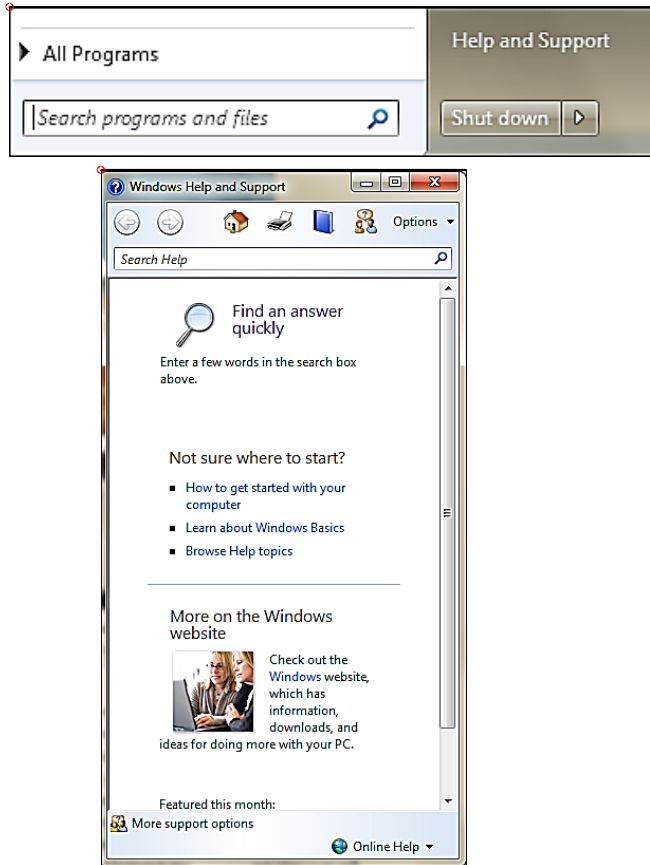 Help and Support
All Programs
Search programs and files
Shut down
Windows Help and Support
Options
Search Help
Find an answer
quickly
Enter a few words in the search box
above.
Not sure where to start?
How to get started with your
computer
Learn about Windows Basics
Browse Help topics
More on the Windows
website
Check out the
Windows website,
which has
information,
downloads, and
ideas for doing more with your PC.
Featured this month:
More support options
Online Help